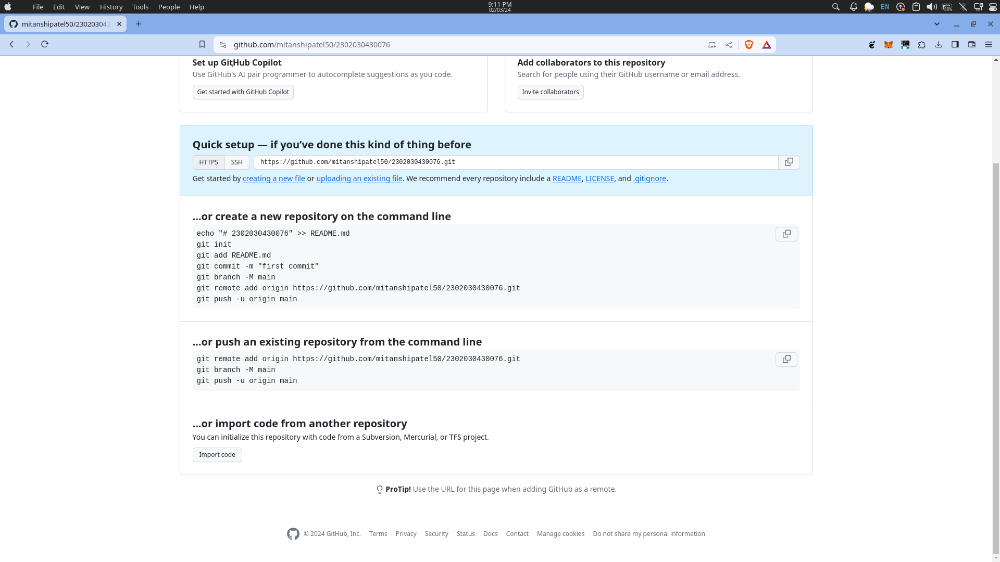 File Edit View History Tools People Help
9:11 PM
02/03/24
EN
88%
mitanshipatel50/230203043
github.com/mitanshipatel50/2302030430076
Set up GitHub Copilot
Use GitHub's AI pair programmer to autocomplete suggestions as you code.
Get started with GitHub Copilot
Add collaborators to this repository
Search for people using their GitHub username or email address.
Invite collaborators
Quick setup — if you’ve done this kind of thing before
HTTPS SSH https://github.com/mitanshipatel50/2302030430076.git
Get started by creating a new file or uploading an existing file. We recommend every repository include a README, LICENSE, and .gitignore.
…or create a new repository on the command line
echo "# 2302030430076" >> README.md
git init
git add README.md
git commit -m "first commit"
git branch -M main
git remote add origin https://github.com/mitanshipatel50/2302030430076.git
git push -u origin main
…or push an existing repository from the command line
git remote add origin https://github.com/mitanshipatel50/2302030430076.git
git branch -M main
git push -u origin main
…or import code from another repository
You can initialize this repository with code from a Subversion, Mercurial, or TFS project.
Import code
ProTip! Use the URL for this page when adding GitHub as a remote.
© 2024 GitHub, Inc. Terms Privacy Security Status Docs Contact Manage cookies Do not share my personal information